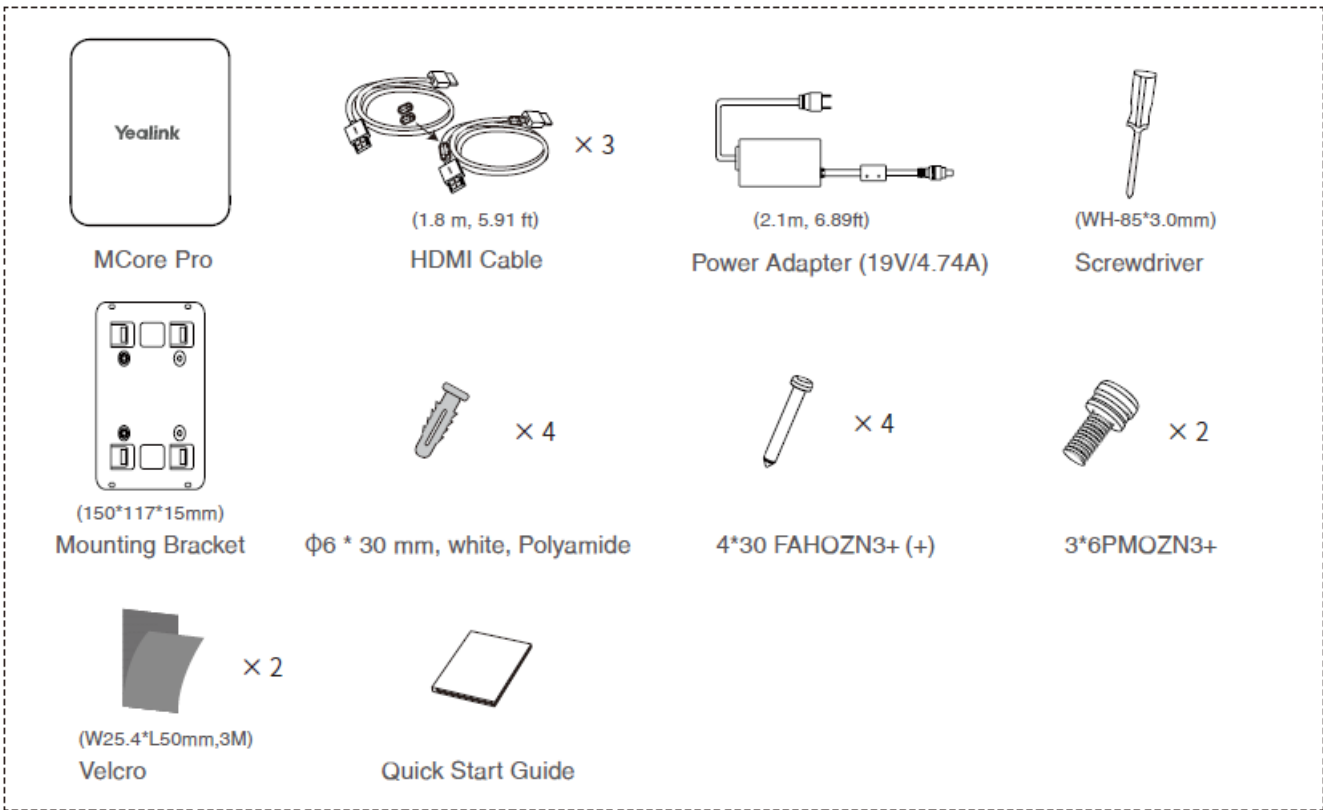 Yealink
× 3
(1.8 m, 5.91 ft)
(2.1m, 6.89ft)
(WH-85*3.0mm)
MCore Pro
HDMI Cable
Power Adapter (19V/4.74A)
Screwdriver
× 4
× 4
× 2
(150*117*15mm)
Mounting Bracket
Φ6 * 30 mm, white, Polyamide
4*30 FAHOZN3+ (+)
3*6PMOZN3+
× 2
(W25.4*L50mm,3M)
Velcro
Quick Start Guide